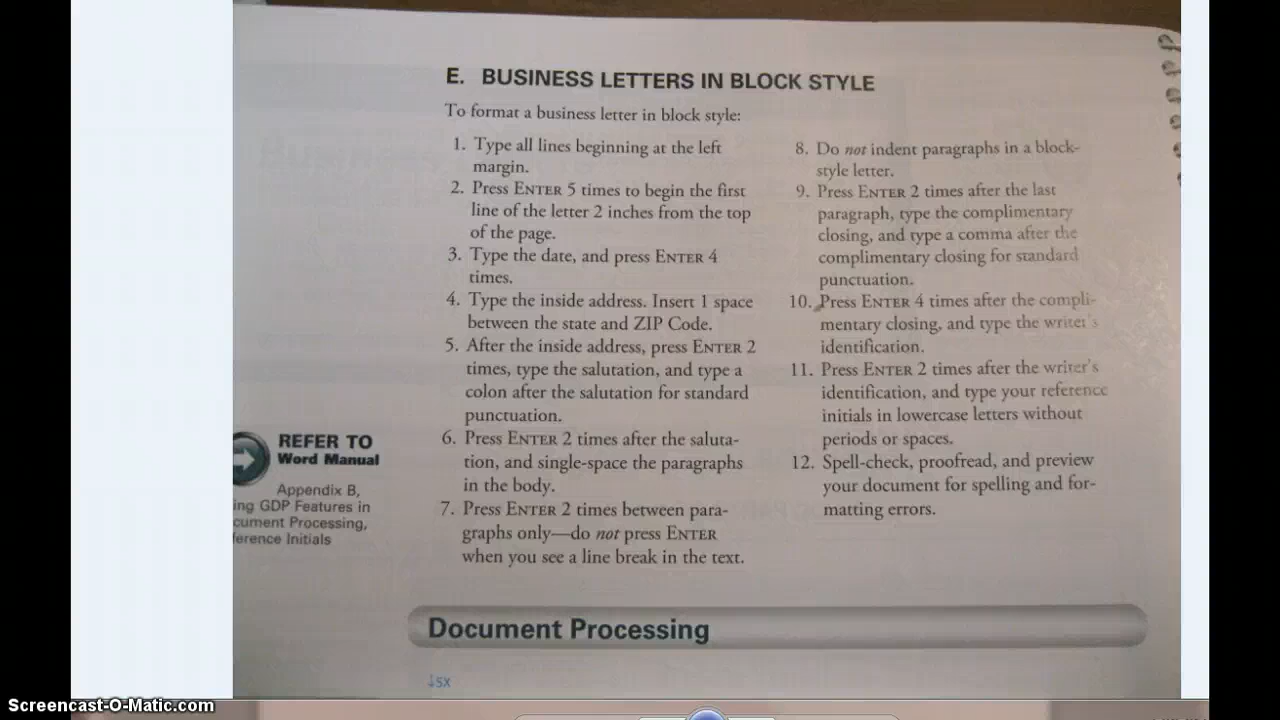 E. BUSINESS LETTERS IN BLOCK STYLE
To format a business letter in block style:
1. Type all lines beginning at the left
margin.
2. Press ENTER 5 times to begin the first
line of the letter 2 inches from the top
of the page.
3. Type the date, and press ENTER 4
times.
4. Type the inside address. Insert 1 space
between the state and ZIP Code.
5. After the inside address, press ENTER 2
times, type the salutation, and type a
colon after the salutation for standard
punctuation.
6. Press ENTER 2 times after the saluta-
tion, and single-space the paragraphs
in the body.
7. Press ENTER 2 times between para-
graphs only—do not press ENTER
when you see a line break in the text.
8. Do not indent paragraphs in a block-
style letter.
9. Press ENTER 2 times after the last
paragraph, type the complimentary
closing, and type a comma after the
complimentary closing for standard
punctuation.
10. Press ENTER 4 times after the compli-
mentary closing, and type the writer's
identification.
11. Press ENTER 2 times after the writer's
identification, and type your reference
initials in lowercase letters without
periods or spaces.
12. Spell-check, proofread, and preview
your document for spelling and for-
matting errors.
REFER TO
Word Manual
Appendix B,
ing GDP Features in
cument Processing,
ference Initials
Document Processing
↓5X
Screencast-O-Matic.com